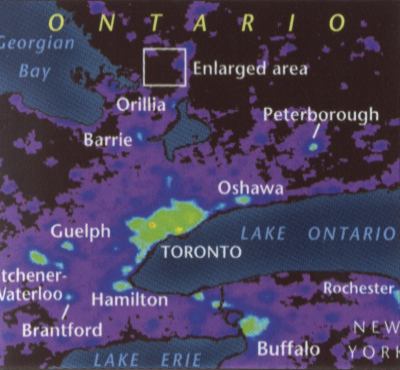 ONTARIO
Georgian
Bay
Enlarged area
Orillia
Peterborough
Barrie
Oshawa
Guelph
LAKE ONTARIO
TORONTO
tchener-
Waterloo
Hamilton
Rochester
Brantford
NEW
YORK
Buffalo
LAKE ERIE